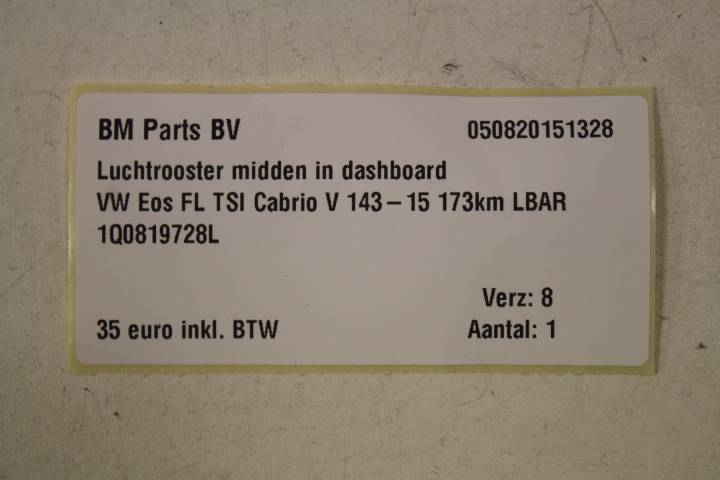 BM Parts BV 050820151328
Luchtrooster midden in dashboard
VW Eos FL TSI Cabrio V 143-15 173km LBAR
1Q0819728L
Verz: 8
35 euro inkl. BTW Aantal: 1